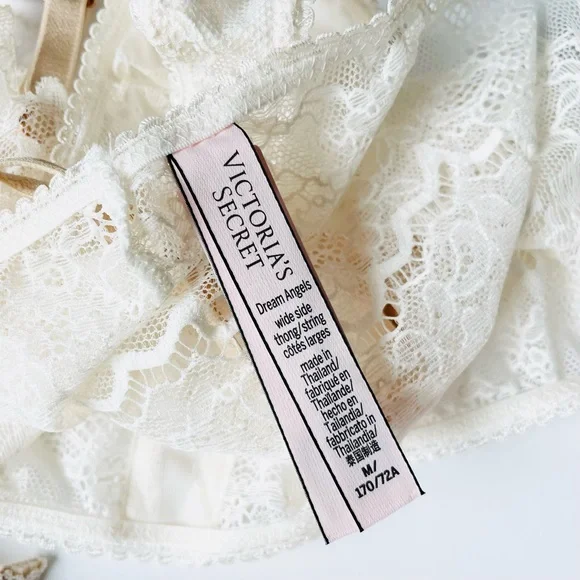 VICTORIA'S
SECRET
Dream Angels
wide side
thong/string
côtés larges
made in
Thailand/
fabriqué en
Thaïlande/
hecho en
Tailandia/
fabbricato in
Thailandia/
泰国制造
M/
170/72A